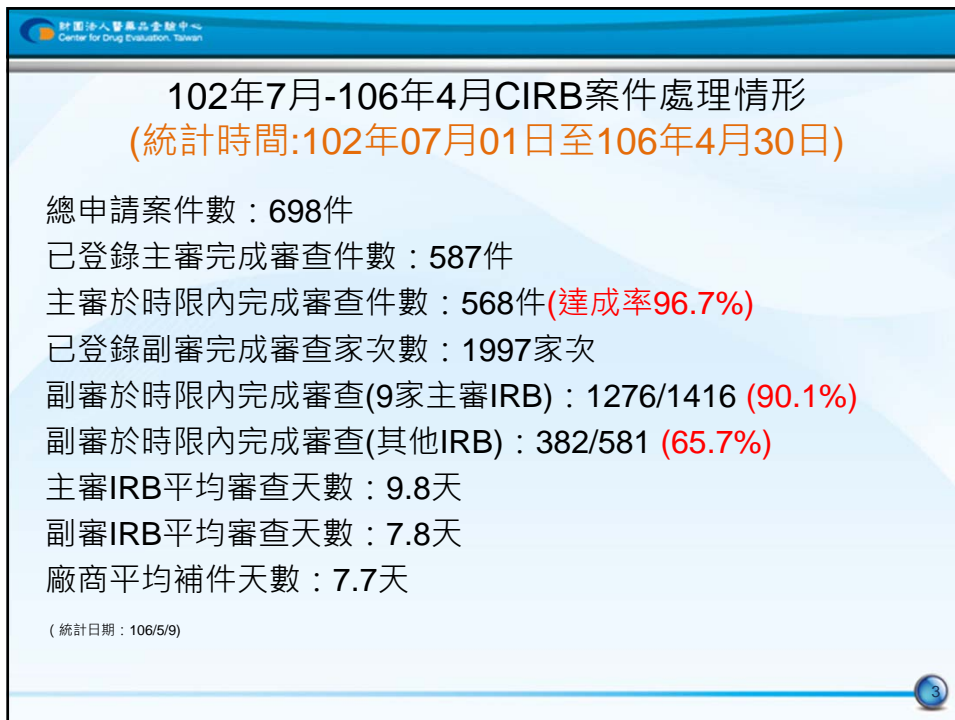 財團法人醫藥品查驗中心
Center for Drug Evaluation, Taiwan
102年7月-106年4月CIRB案件處理情形
(統計時間:102年07月01日至106年4月30日)
總申請案件數：698件
已登錄主審完成審查件數：587件
主審於時限內完成審查件數：568件(達成率96.7%)
已登錄副審完成審查家次數：1997家次
副審於時限內完成審查(9家主審IRB)：1276/1416 (90.1%)
副審於時限內完成審查(其他IRB)：382/581 (65.7%)
主審IRB平均審查天數：9.8天
副審IRB平均審查天數：7.8天
廠商平均補件天數：7.7天
(統計日期：106/5/9)
3